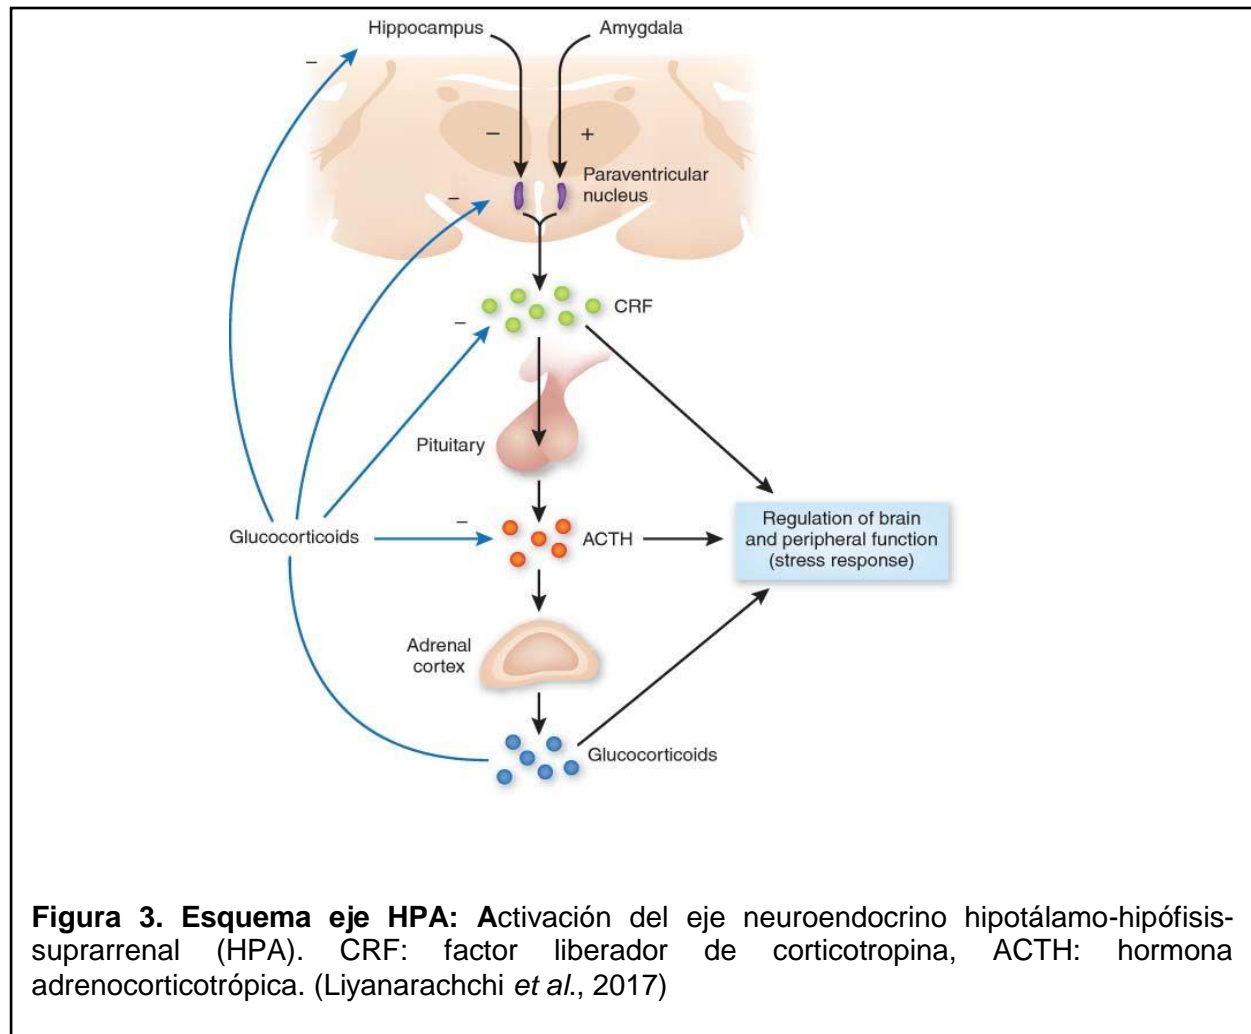 Hippocampus
Amygdala
–
–
+
Paraventricular
nucleus
–
CRF
–
Pituitary
Glucocorticoids
–
ACTH
Regulation of brain
and peripheral function
(stress response)
Adrenal
cortex
Glucocorticoids
Figura 3. Esquema eje HPA: Activación del eje neuroendocrino hipotálamo-hipófisis-
suprarrenal (HPA). CRF: factor liberador de corticotropina, ACTH: hormona
adrenocorticotrópica. (Liyanarachchi et al., 2017)